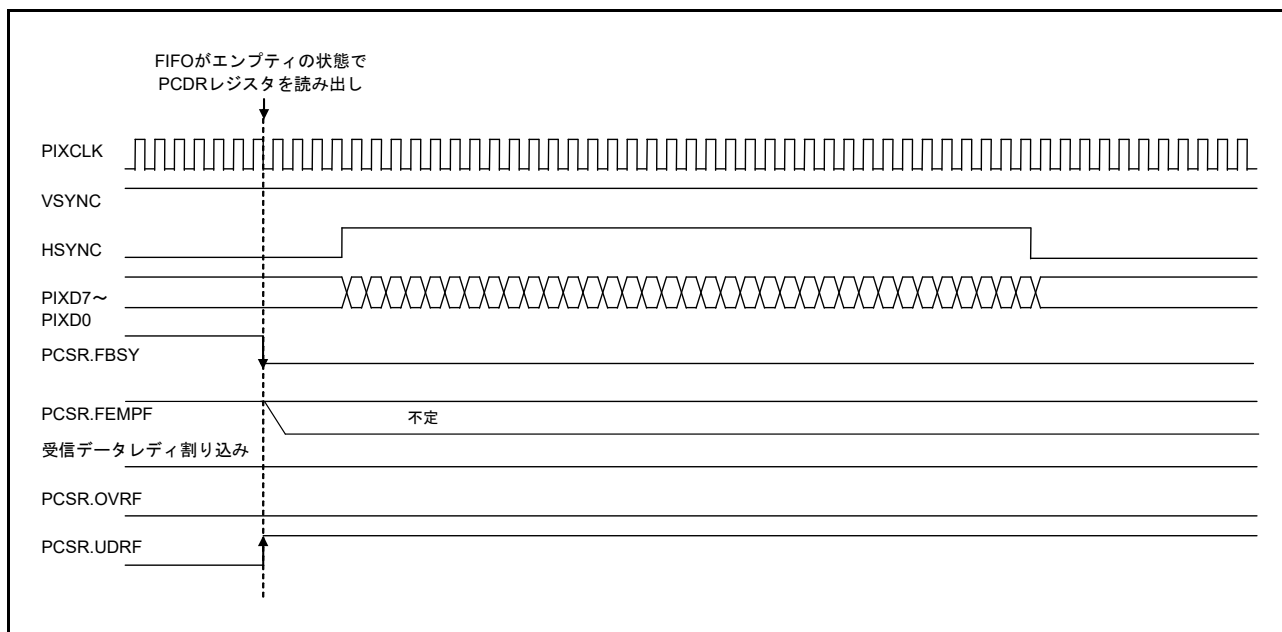 FIFOがエンプティの状態で
PCDRレジスタを読み出し
PIXCLK
VSYNC
HSYNC
PIXD7～
PIXD0
PCSR.FBSY
PCSR.FEMPF
不定
受信データレディ割り込み
PCSR.OVRF
PCSR.UDRF